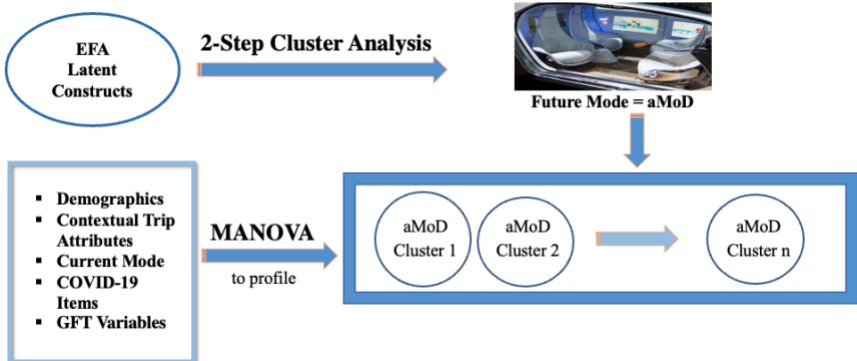 EFA
Latent
Constructs
2-Step Cluster Analysis
Future Mode = aMoD
▪ Demographics
▪ Contextual Trip
Attributes
▪ Current Mode
▪ COVID-19
Items
▪ GFT Variables
MANOVA
to profile
aMoD
Cluster 1
aMoD
Cluster 2
aMoD
Cluster n